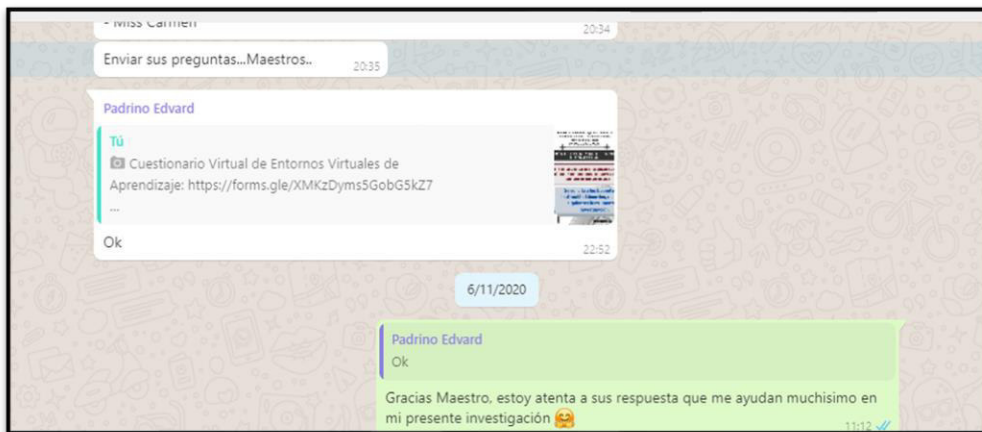 - Miss Carmen
20:34
Enviar sus preguntas...Maestros..
20:35
Padrino Edvard
Tú
Cuestionario Virtual de Entornos Virtuales de
Aprendizaje: https://forms.gle/XMKzDyms5GobG5kZ7
...
Ok
22:52
6/11/2020
Padrino Edvard
Ok
Gracias Maestro, estoy atenta a sus respuesta que me ayudan muchisimo en
mi presente investigación 🤗
11:12